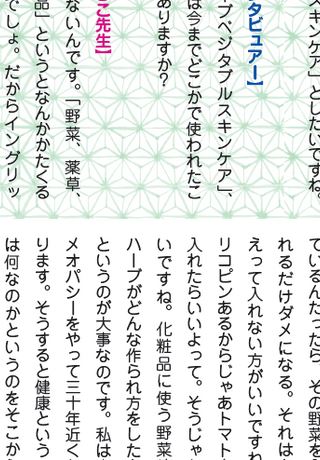 スキンケア」としたいですね。
タビュアー】
プベジタブルスキンケア」、
は今までどこかで使われたこ
ありますか？
こ先生】
ないんです。「野菜、薬草、
品」というとなんかかたくる
でしょ。だからイングリッ
ているんだったら、その野菜を
れるだけダメになる。それは
えって入れない方がいいですね
リコピンあるからじゃあトマト
入れたらいいよって。そうじゃ
いですね。化粧品に使う野菜
ハーブがどんな作られ方をした
というのが大事なのです。私は
メオパシーをやって三十年近く
ります。そうすると健康という
は何なのかというのをそこか